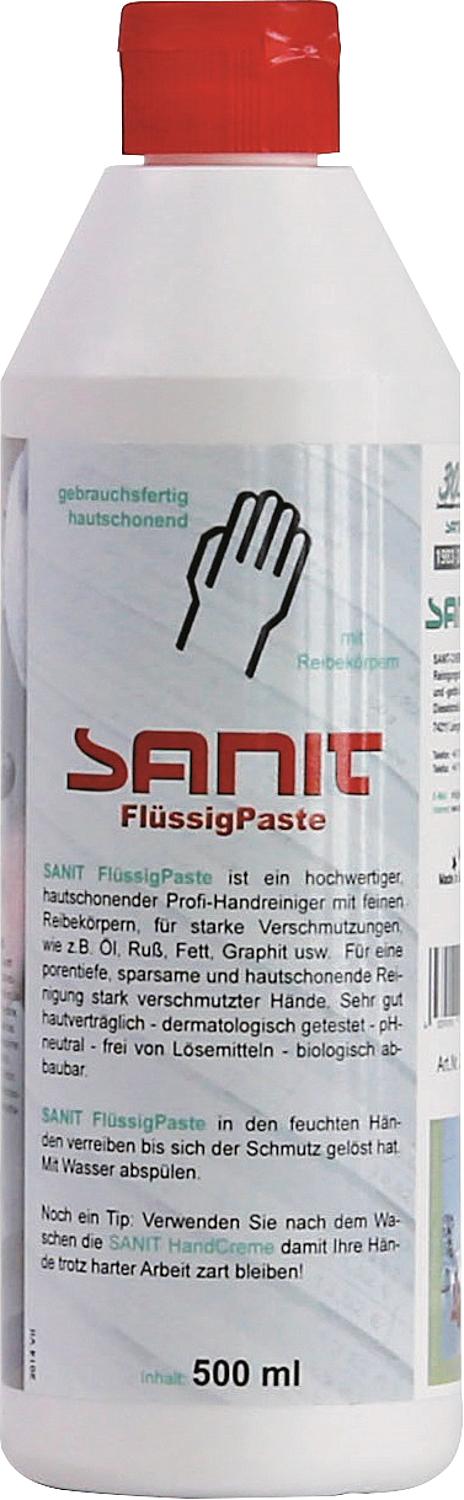 gebrauchsfertig
hautschonend
mit
Reibekörpern
SANIT
FlüssigPaste
SANIT FlüssigPaste ist ein hochwertiger,
hautschonender Profi-Handreiniger mit feinen
Reibekörpern, für starke Verschmutzungen,
wie z.B. Öl, Ruß, Fett, Graphit usw. Für eine
porentiefe, sparsame und hautschonende Rei-
nigung stark verschmutzter Hände. Sehr gut
hautverträglich - dermatologisch getestet - pH-
neutral - frei von Lösemitteln - biologisch ab-
baubar.
SANIT FlüssigPaste in den feuchten Hän-
den verreiben bis sich der Schmutz gelöst hat.
Mit Wasser abspülen.
Noch ein Tip: Verwenden Sie nach dem Wa-
schen die SANIT HandCreme damit Ihre Hän-
de trotz harter Arbeit zart bleiben!
Inhalt: 500 ml
Art.Nr.